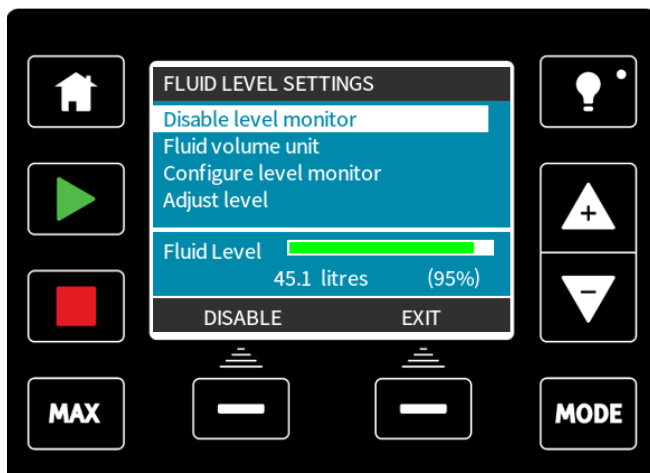 FLUID LEVEL SETTINGS
Disable level monitor
Fluid volume unit
Configure level monitor
Adjust level
+
Fluid Level
45.1 litres (95%)
−
DISABLE EXIT
MAX
MODE